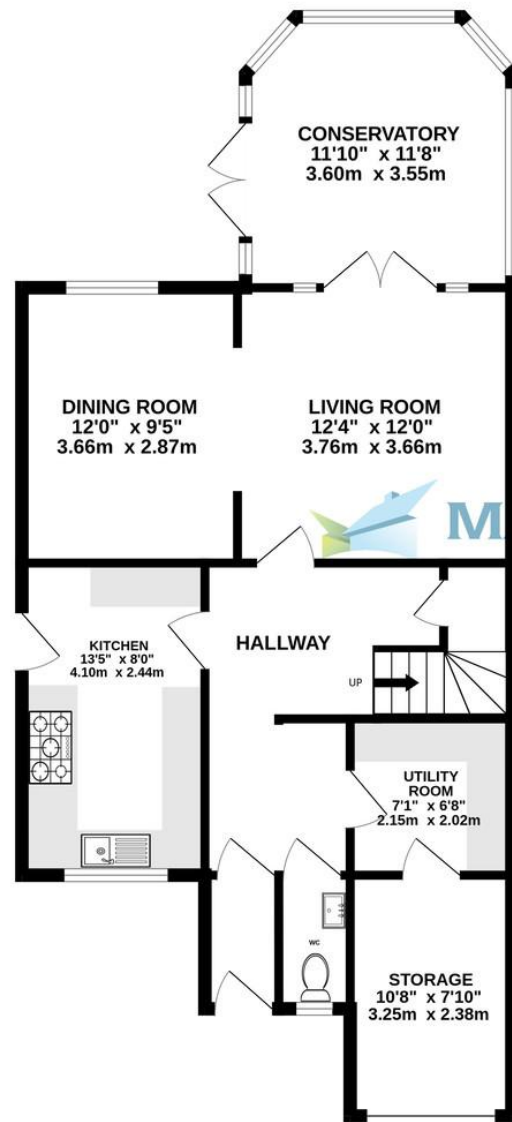 CONSERVATORY
11'10" x 11'8"
3.60m x 3.55m
DINING ROOM
12'0" x 9'5"
3.66m x 2.87m
LIVING ROOM
12'4" x 12'0"
3.76m x 3.66m
KITCHEN
13'5" x 8'0"
4.10m x 2.44m
HALLWAY
UP
UTILITY
ROOM
7'1" x 6'8"
2.15m x 2.02m
WC
STORAGE
10'8" x 7'10"
3.25m x 2.38m